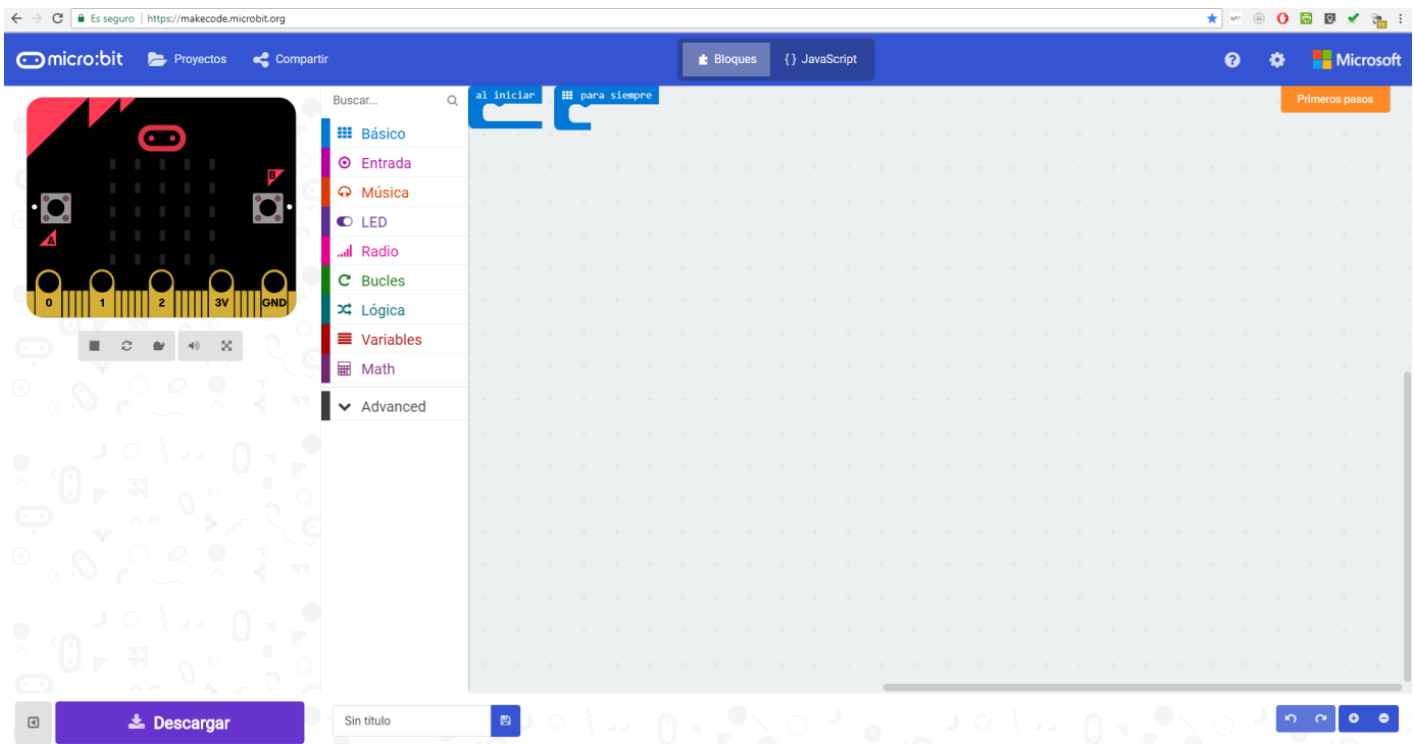 Es seguro | https://makecode.microbit.org
micro:bit Proyectos Compartir Bloques {} JavaScript Microsoft
Buscar...
al iniciar
para siempre
Primeros pasos
Básico
Entrada
Música
LED
Radio
Bucles
Lógica
Variables
Math
Advanced
B
A
0 1 2 3V GND
Descargar
Sin título